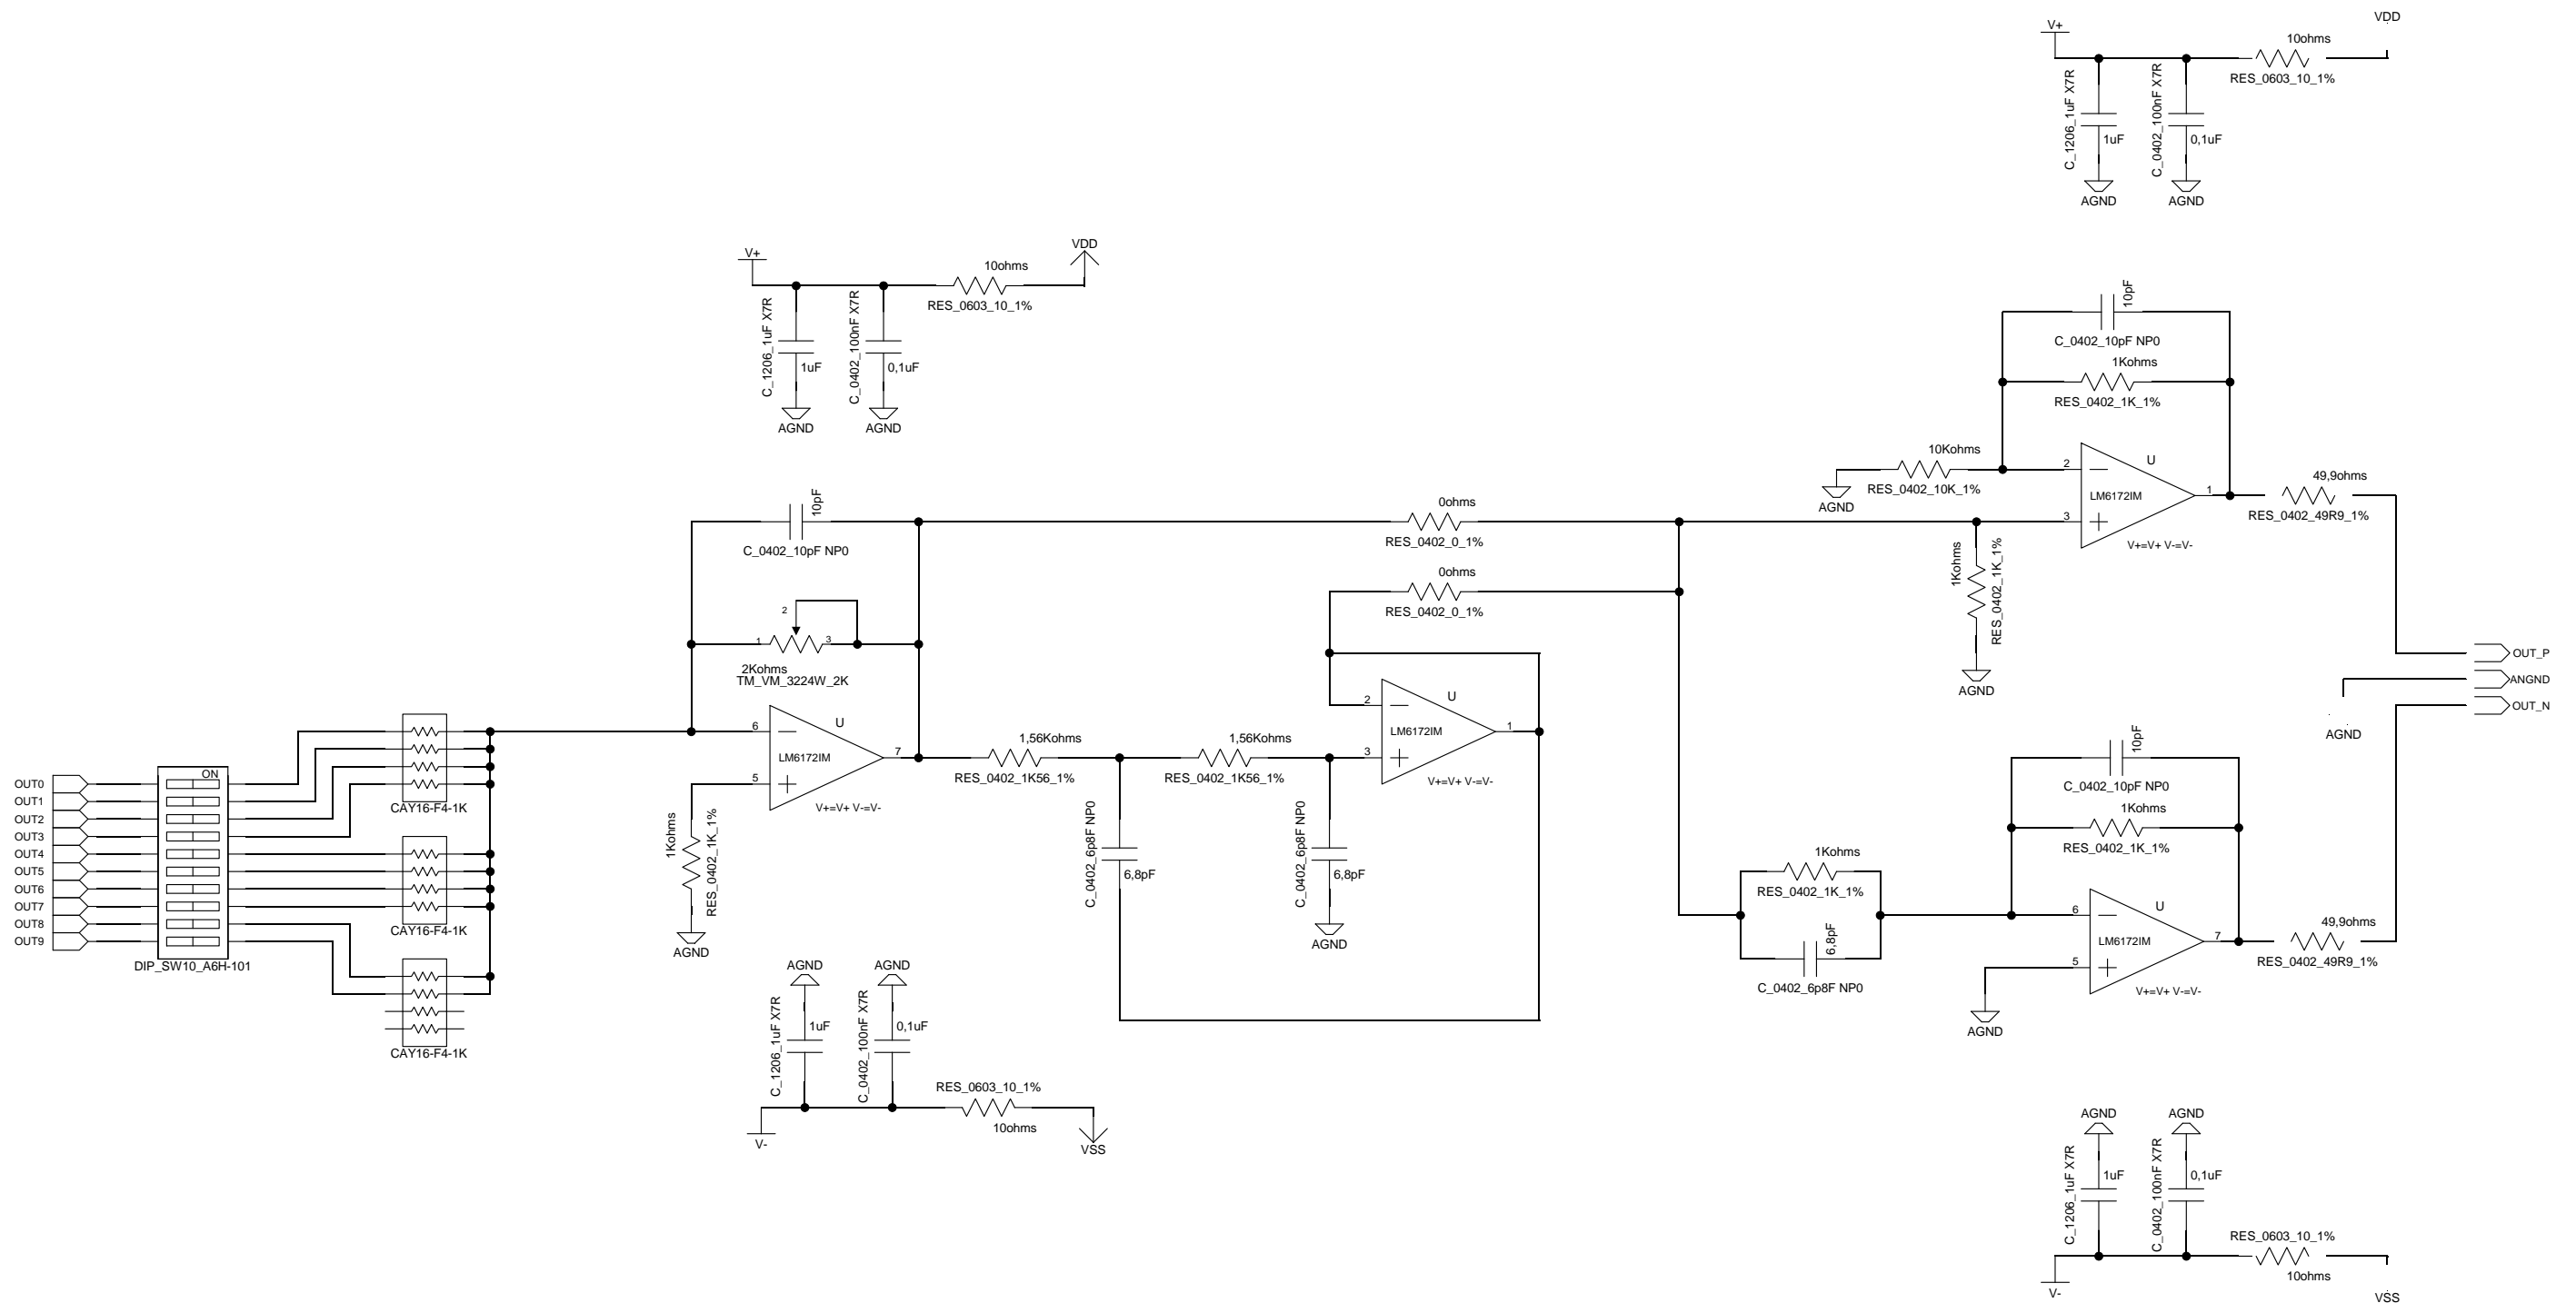 VDD
V+
10ohms
RES_0603_10_1%
C_1206_1uF X7R
1uF
C_0402_100nF X7R
0,1uF
AGND
AGND
V+
VDD
10ohms
RES_0603_10_1%
C_1206_1uF X7R
1uF
C_0402_100nF X7R
0,1uF
AGND
AGND
10pF
C_0402_10pF NP0
1Kohms
RES_0402_1K_1%
10Kohms
RES_0402_10K_1%
AGND
2
3
1
U
LM6172IM
V+=V+ V-=V-
49,9ohms
RES_0402_49R9_1%
10pF
C_0402_10pF NP0
0ohms
RES_0402_0_1%
0ohms
RES_0402_0_1%
1Kohms
RES_0402_1K_1%
AGND
1
2
3
2Kohms
TM_VM_3224W_2K
6
5
7
U
LM6172IM
V+=V+ V-=V-
1Kohms
RES_0402_1K_1%
AGND
1,56Kohms
RES_0402_1K56_1%
1,56Kohms
RES_0402_1K56_1%
2
3
1
U
LM6172IM
V+=V+ V-=V-
C_0402_6p8F NP0
6,8pF
C_0402_6p8F NP0
6,8pF
AGND
OUT_P
ANGND
OUT_N
AGND
OUT0
OUT1
OUT2
OUT3
OUT4
OUT5
OUT6
OUT7
OUT8
OUT9
ON
DIP_SW10_A6H-101
CAY16-F4-1K
CAY16-F4-1K
CAY16-F4-1K
10pF
C_0402_10pF NP0
1Kohms
RES_0402_1K_1%
1Kohms
RES_0402_1K_1%
6,8pF
C_0402_6p8F NP0
6
5
7
U
LM6172IM
V+=V+ V-=V-
AGND
49,9ohms
RES_0402_49R9_1%
AGND
AGND
C_1206_1uF X7R
1uF
C_0402_100nF X7R
0,1uF
RES_0603_10_1%
10ohms
V-
VSS
AGND
AGND
C_1206_1uF X7R
1uF
C_0402_100nF X7R
0,1uF
RES_0603_10_1%
10ohms
V-
VSS